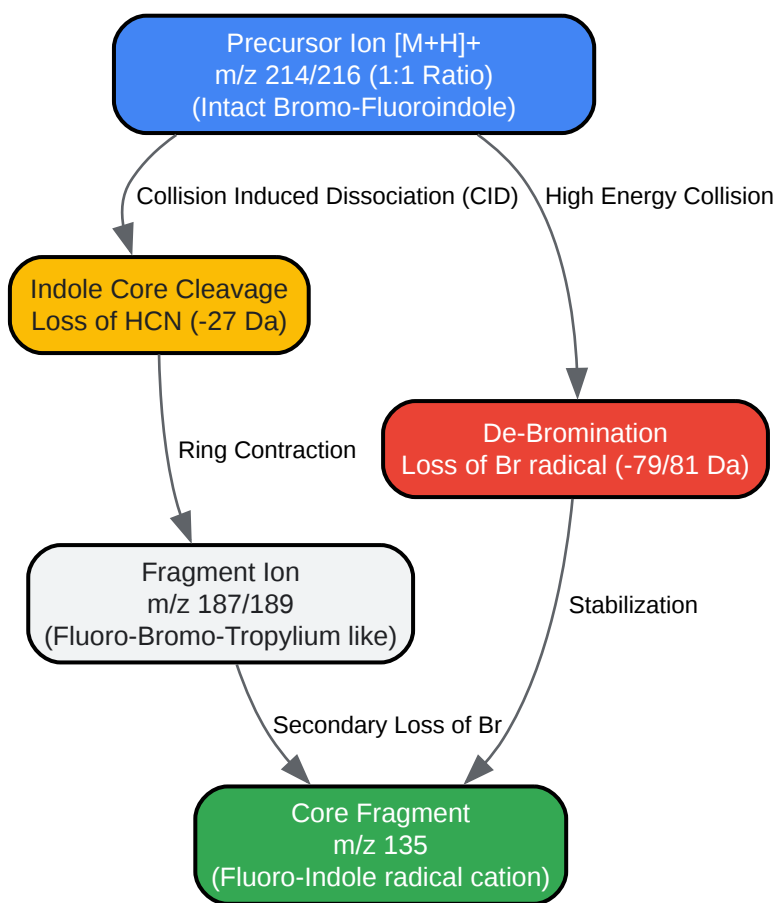 Precursor Ion [M+H]+
m/z 214/216 (1:1 Ratio)
(Intact Bromo-Fluoroindole)
Collision Induced Dissociation (CID)
High Energy Collision
Indole Core Cleavage
Loss of HCN (-27 Da)
De-Bromination
Loss of Br radical (-79/81 Da)
Ring Contraction
Fragment Ion
m/z 187/189
(Fluoro-Bromo-Tropylium like)
Stabilization
Secondary Loss of Br
Core Fragment
m/z 135
(Fluoro-Indole radical cation)